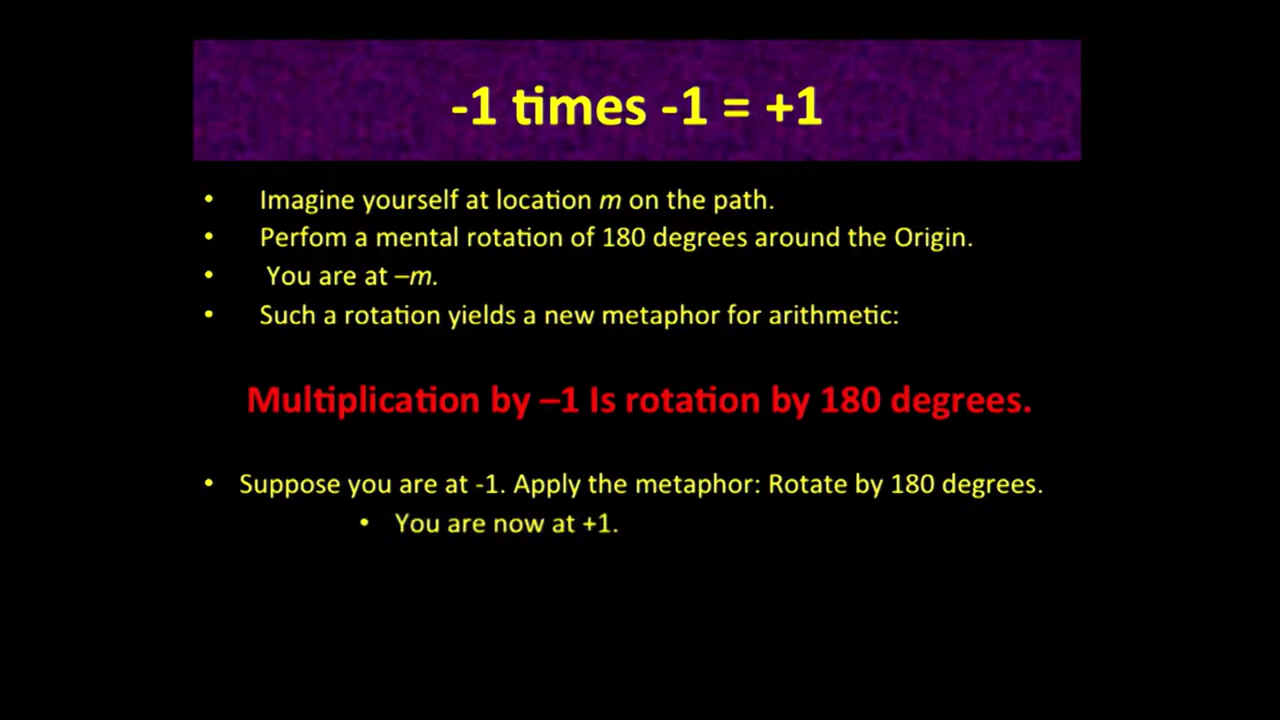 -1 times -1 = +1
• Imagine yourself at location m on the path.
• Perfom a mental rotation of 180 degrees around the Origin.
• You are at –m.
• Such a rotation yields a new metaphor for arithmetic:
Multiplication by –1 Is rotation by 180 degrees.
• Suppose you are at -1. Apply the metaphor: Rotate by 180 degrees.
• You are now at +1.